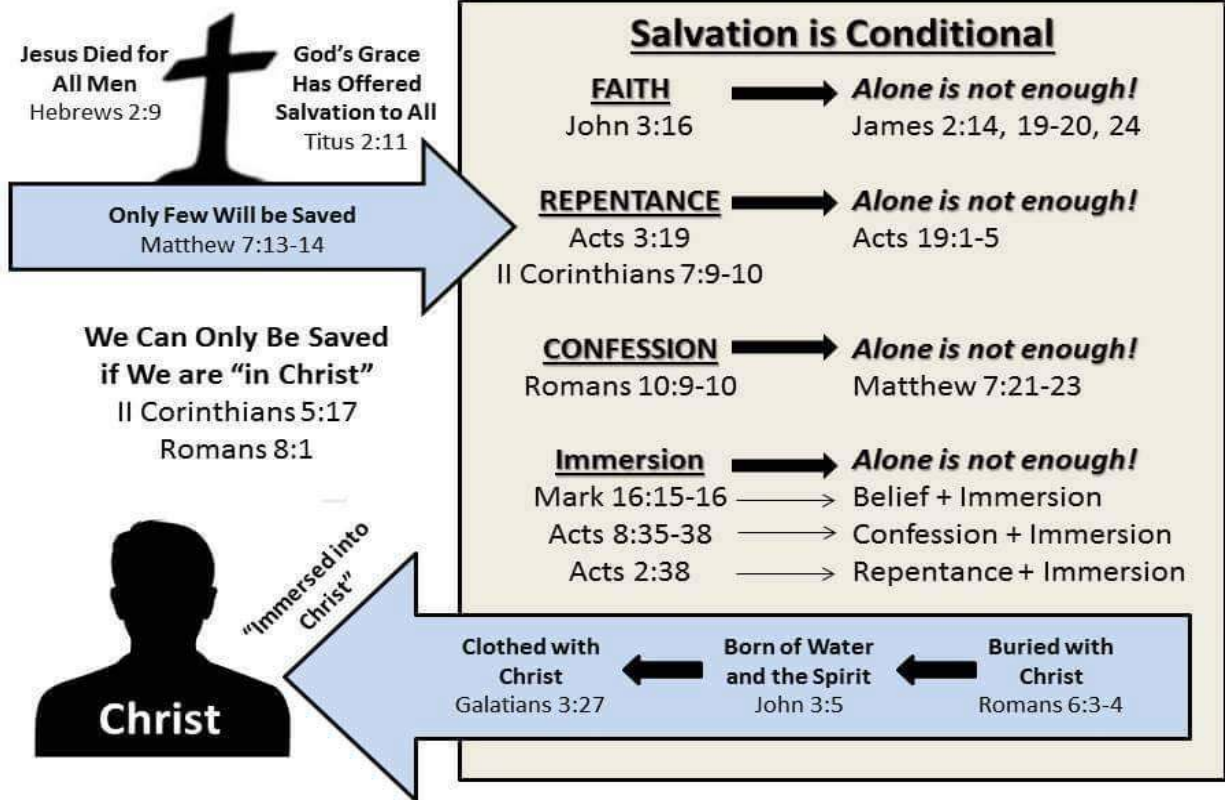 Jesus Died for
All Men
Hebrews 2:9
God's Grace
Has Offered
Salvation to All
Titus 2:11
Only Few Will be Saved
Matthew 7:13-14
We Can Only Be Saved
if We are “in Christ”
II Corinthians 5:17
Romans 8:1
Salvation is Conditional
FAITH
John 3:16
Alone is not enough!
James 2:14, 19-20, 24
REPENTANCE
Acts 3:19
II Corinthians 7:9-10
Alone is not enough!
Acts 19:1-5
CONFESSION
Romans 10:9-10
Alone is not enough!
Matthew 7:21-23
Immersion
Alone is not enough!
Mark 16:15-16
Belief + Immersion
Acts 8:35-38
Confession + Immersion
Acts 2:38
Repentance + Immersion
Buried with
Christ
Romans 6:3-4
Born of Water
and the Spirit
John 3:5
Clothed with
Christ
Galatians 3:27
“Immersed into
Christ”
Christ